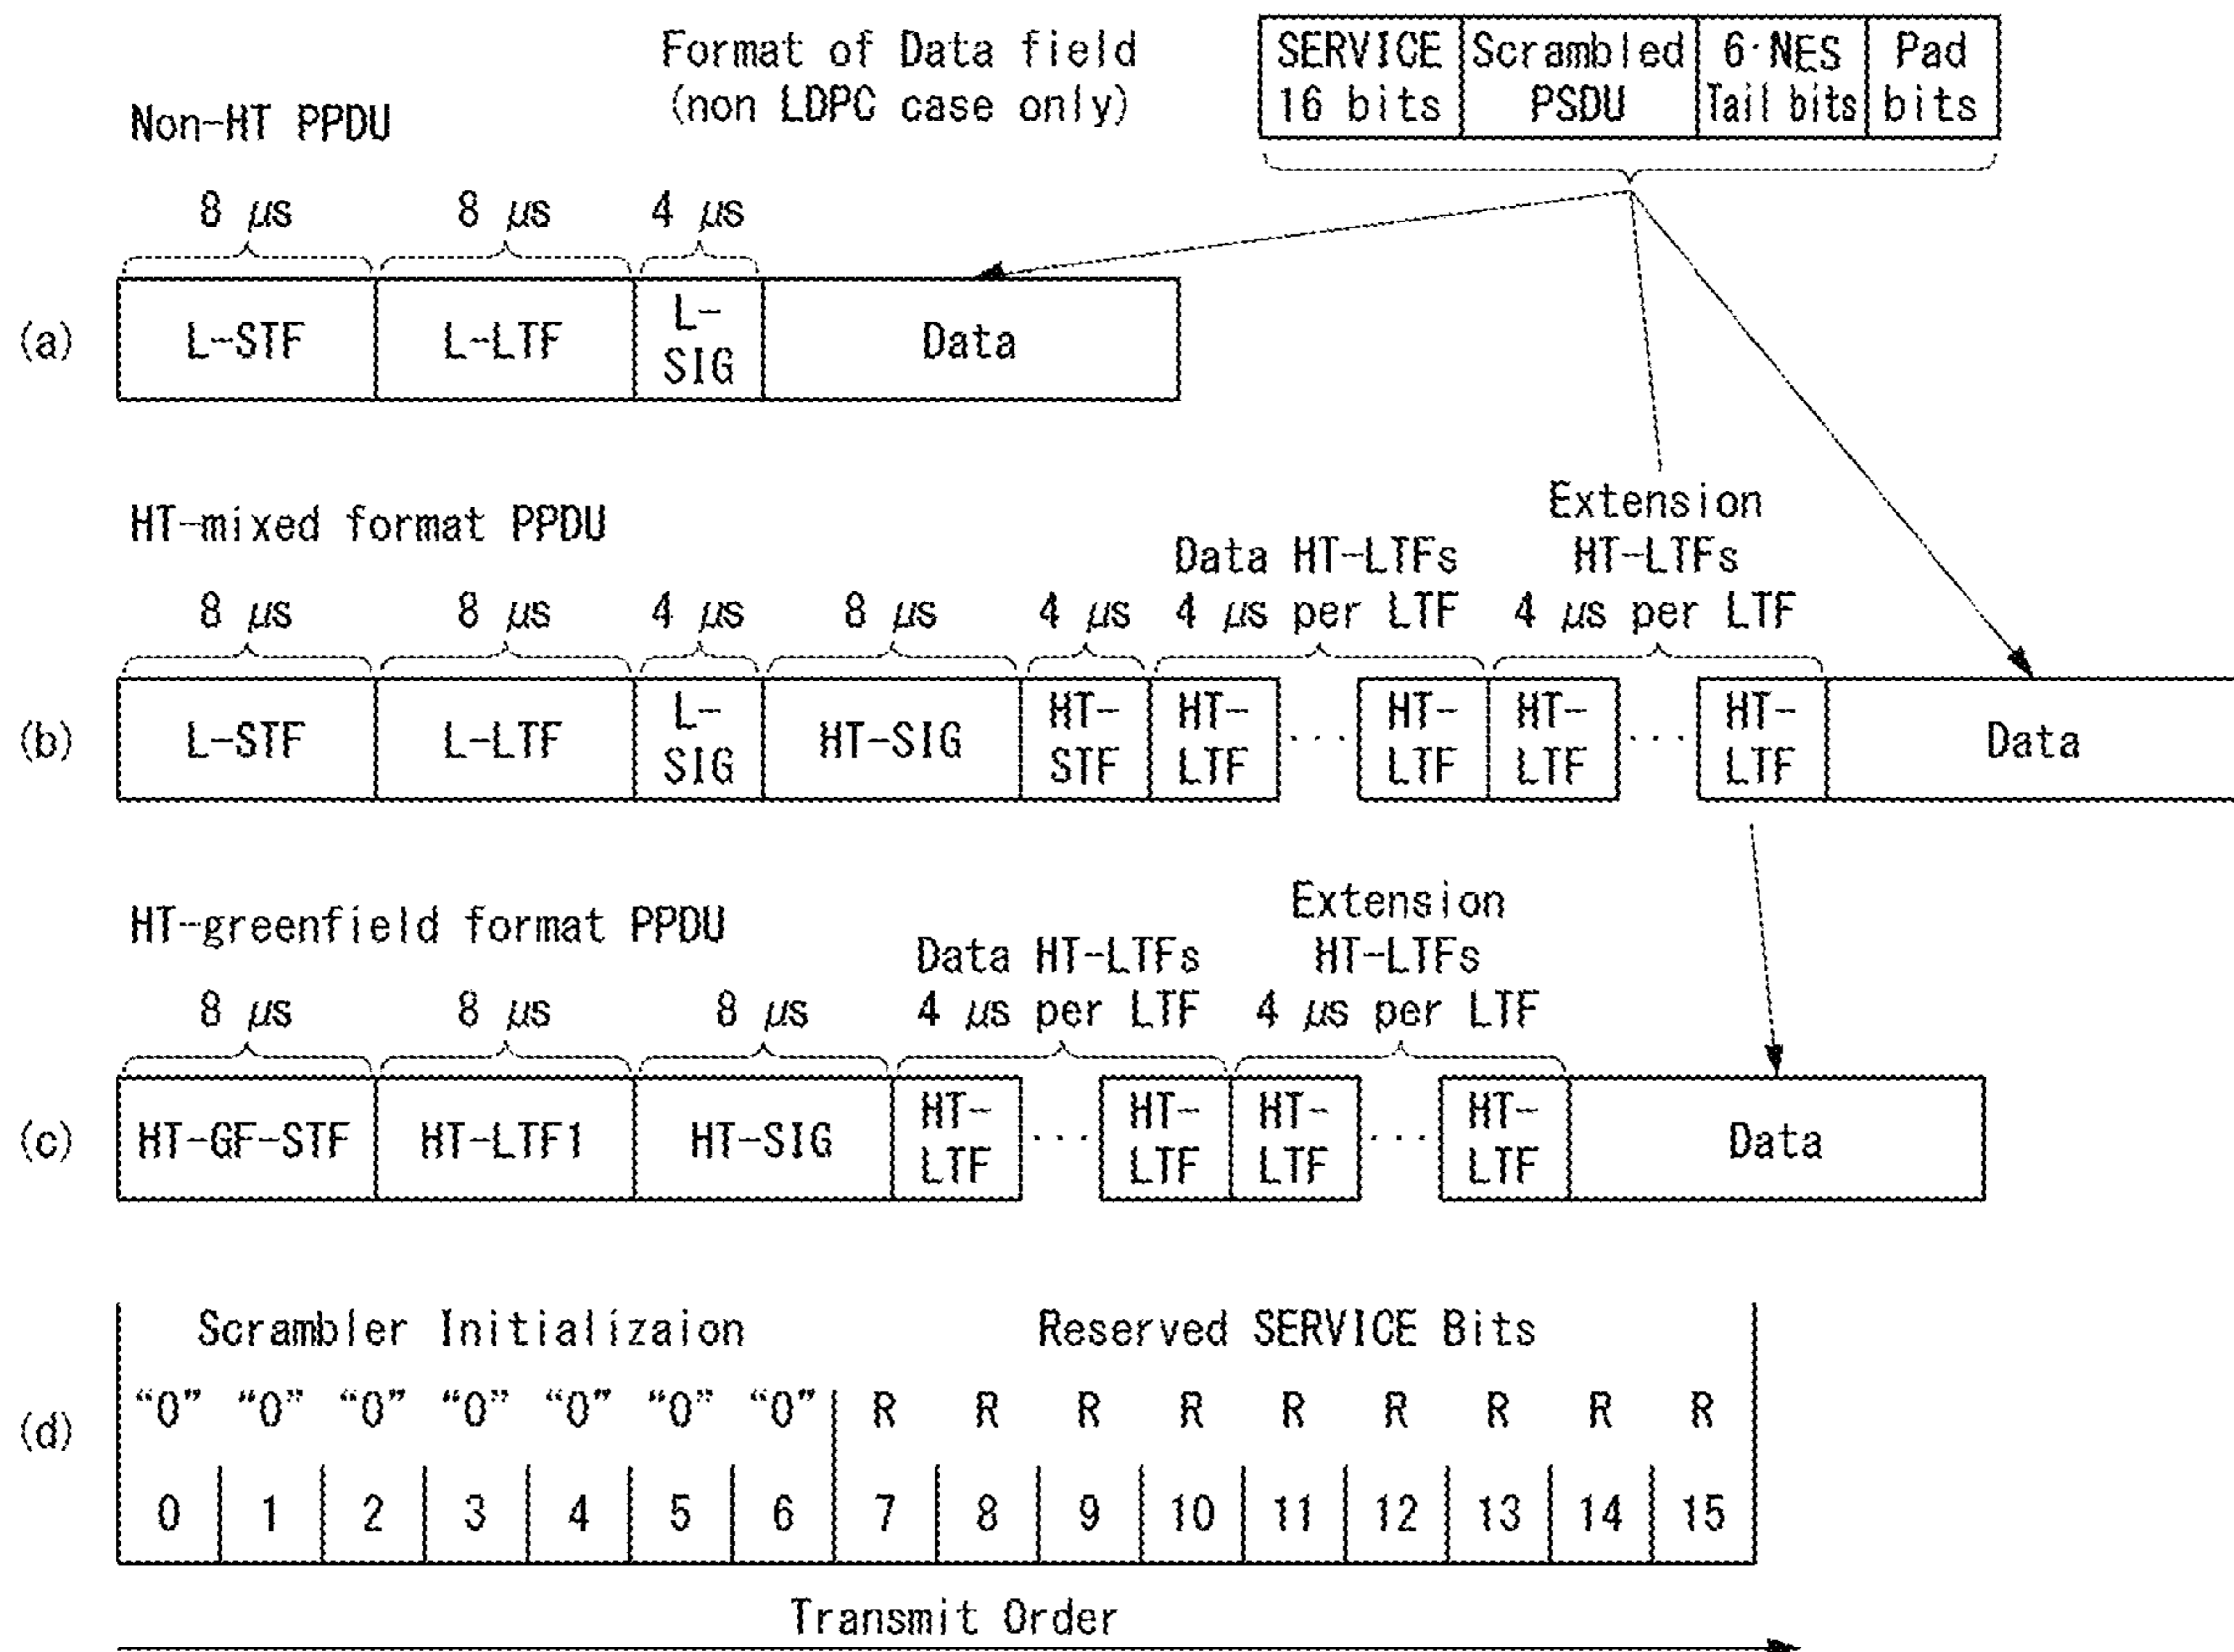 Format of Data field
(non LDPC case only)
SERVICE
16 bits
Scrambled
PSDU
6·NES
Tail bits
Pad
bits
Non-HT PPDU
8 μs
8 μs
4 μs
(a)
L-STF
L-LTF
L-
SIG
Data
HT-mixed format PPDU
8 μs
8 μs
4 μs
8 μs
4 μs
Data HT-LTFs
4 μs per LTF
Extension
HT-LTFs
4 μs per LTF
(b)
L-STF
L-LTF
L-
SIG
HT-SIG
HT-
STF
HT-
LTF
...
HT-
LTF
HT-
LTF
...
HT-
LTF
Data
HT-greenfield format PPDU
8 μs
8 μs
8 μs
Data HT-LTFs
4 μs per LTF
Extension
HT-LTFs
4 μs per LTF
(c)
HT-GF-STF
HT-LTF1
HT-SIG
HT-
LTF
...
HT-
LTF
HT-
LTF
...
HT-
LTF
Data
(d)
Scrambler Initializaion
Reserved SERVICE Bits
“0” “0” “0” “0” “0” “0” “0” R R R R R R R R R
0 1 2 3 4 5 6 7 8 9 10 11 12 13 14 15
Transmit Order